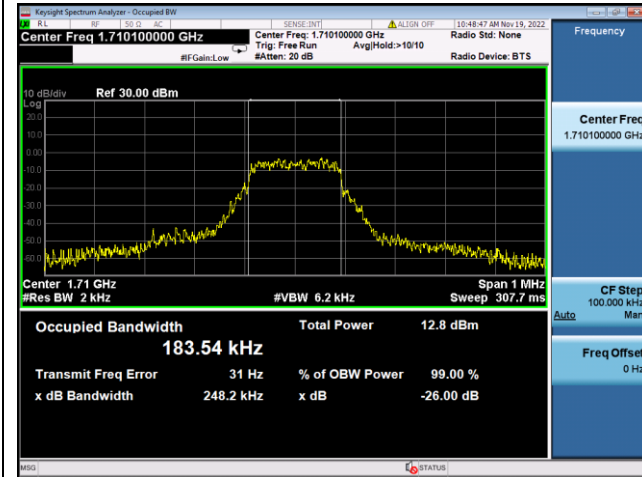 Keysight Spectrum Analyzer - Occupied BW
RL RF 50 Ω AC SENSE:INT ALIGN OFF 10:48:47 AM Nov 19, 2022
Center Freq 1.710100000 GHz Center Freq: 1.710100000 GHz Radio Std: None
Trig: Free Run Avg|Hold:>10/10
#IFGain:Low #Atten: 20 dB Radio Device: BTS
Frequency
10 dB/div Ref 30.00 dBm
Log
20.0
10.0
0.00
-10.0
-20.0
-30.0
-40.0
-50.0
-60.0
Center Freq
1.710100000 GHz
Center 1.71 GHz Span 1 MHz
#Res BW 2 kHz #VBW 6.2 kHz Sweep 307.7 ms
CF Step
100.000 kHz
Auto Man
Occupied Bandwidth Total Power 12.8 dBm
183.54 kHz
Transmit Freq Error 31 Hz % of OBW Power 99.00 %
x dB Bandwidth 248.2 kHz x dB -26.00 dB
Freq Offset
0 Hz
MSG STATUS